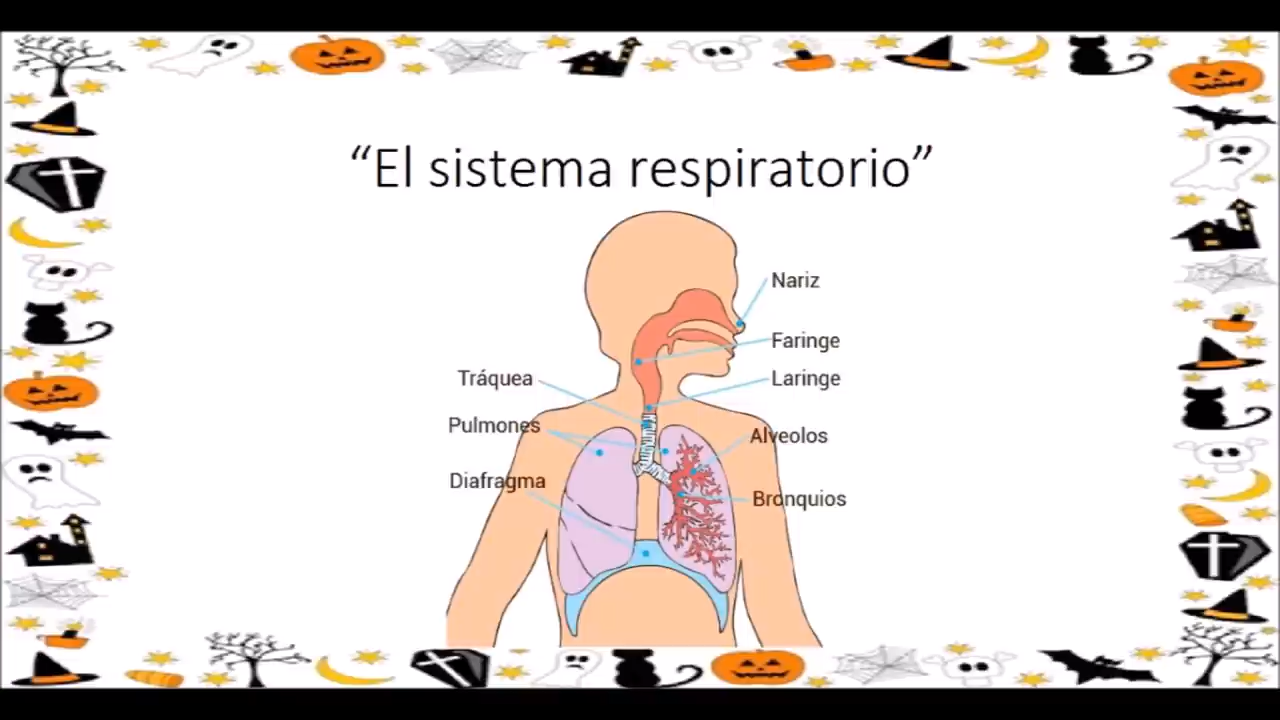 “El sistema respiratorio”
Nariz
Faringe
Tráquea
Laringe
Pulmones
Alveolos
Diafragma
Bronquios